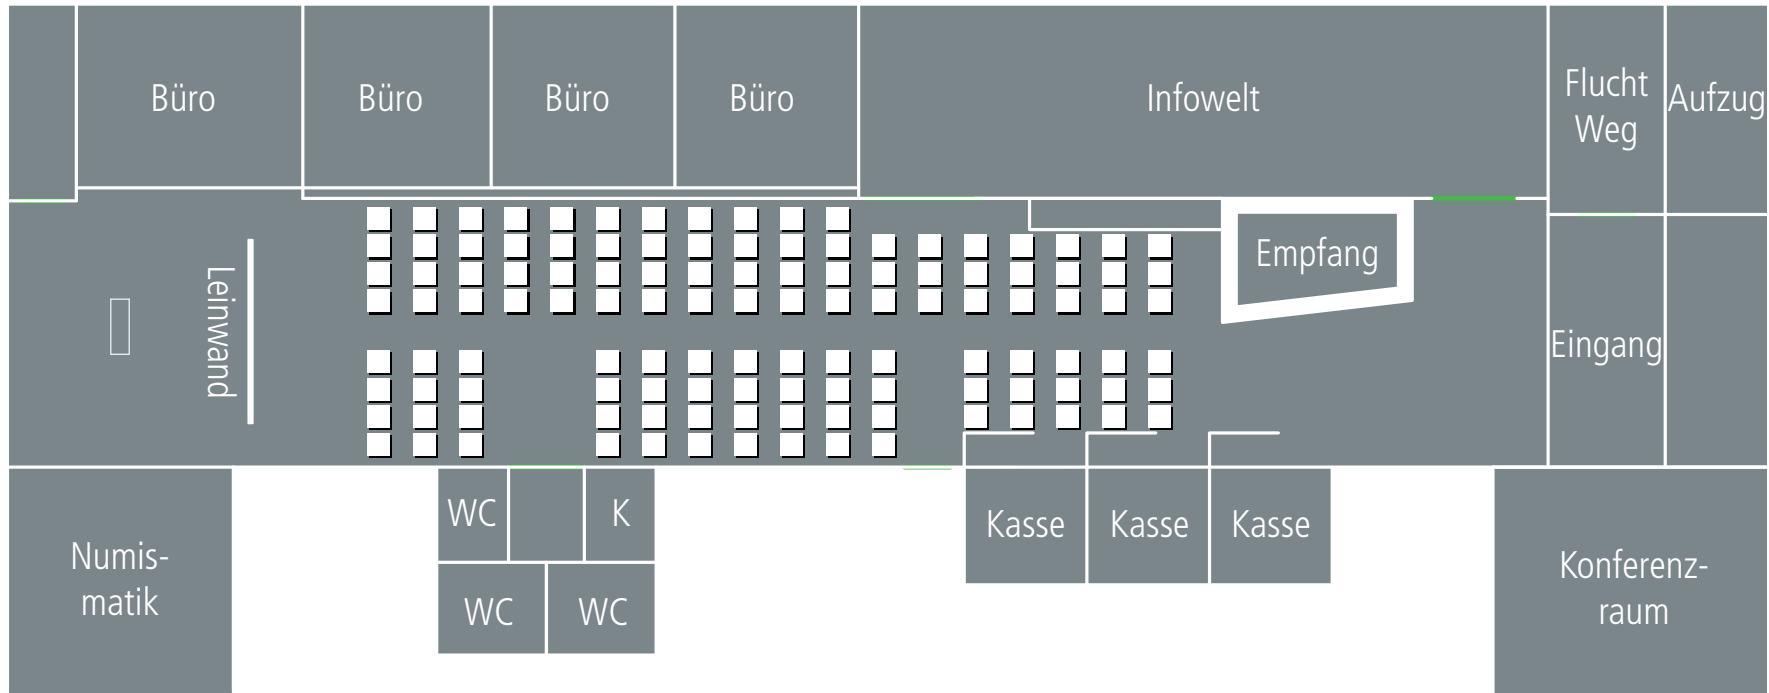 Büro
Büro
Büro
Büro
Infowelt
Flucht
Weg
Aufzug
Leinwand
Empfang
Eingang
Numis-
matik
WC
K
WC
WC
Kasse
Kasse
Kasse
Konferenz-
raum